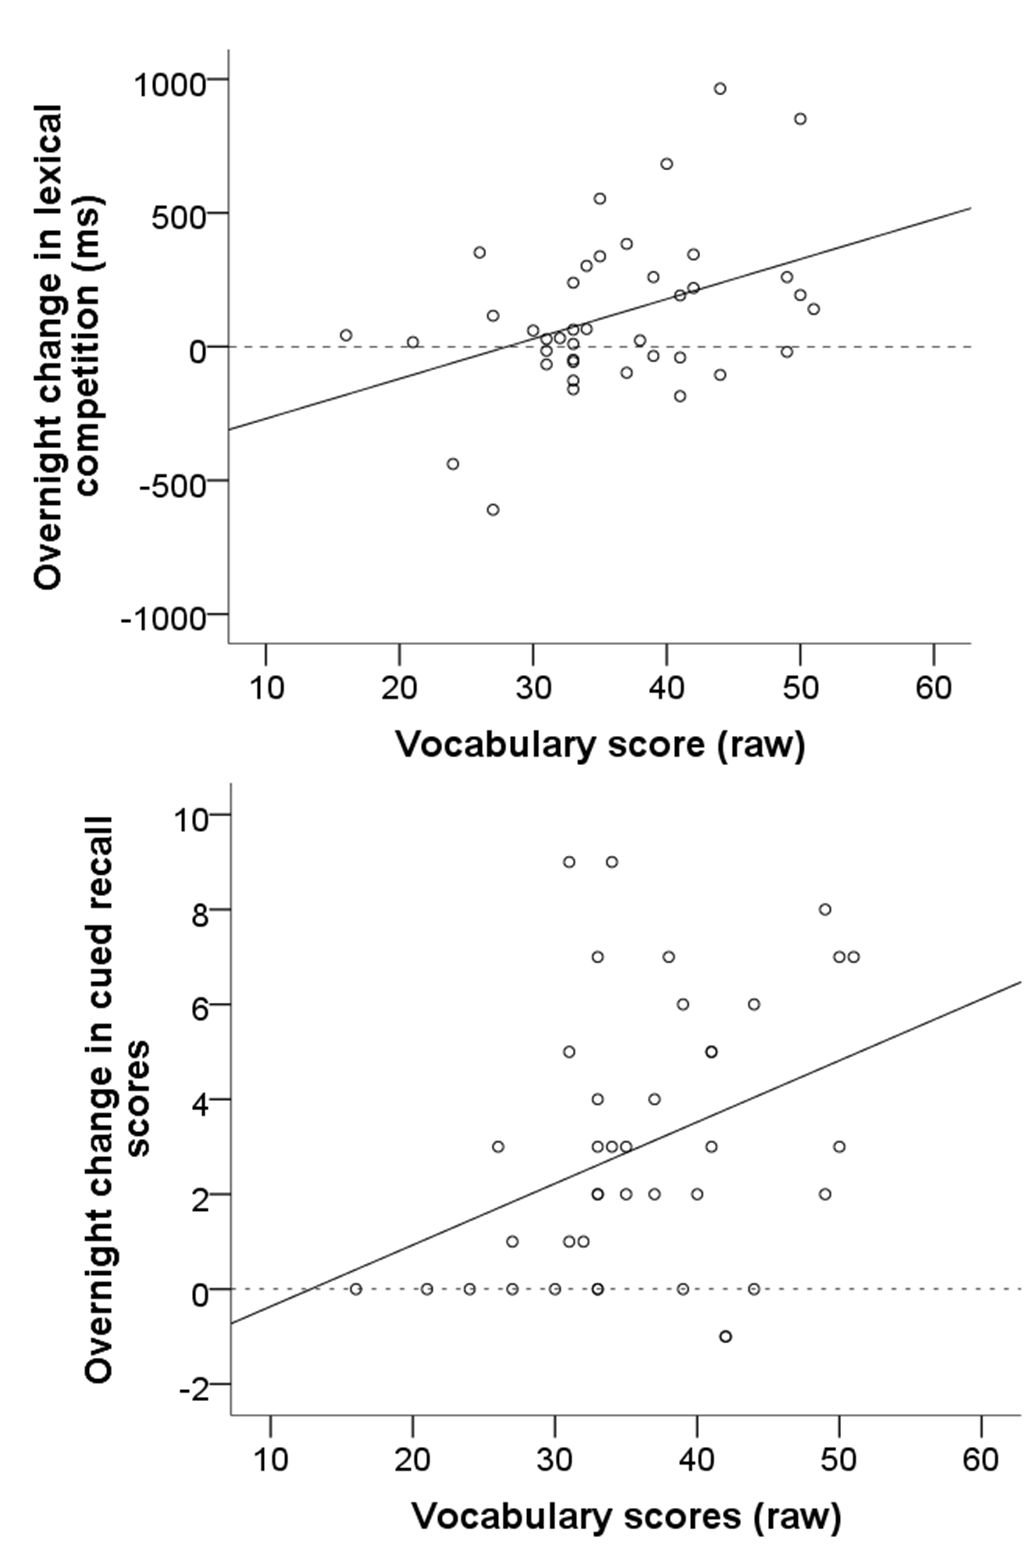 Overnight change in lexical
competition (ms)
1000
500
0
-500
-1000
10 20 30 40 50 60
Vocabulary score (raw)
Overnight change in cued recall
scores
10
8
6
4
2
0
-2
10 20 30 40 50 60
Vocabulary scores (raw)